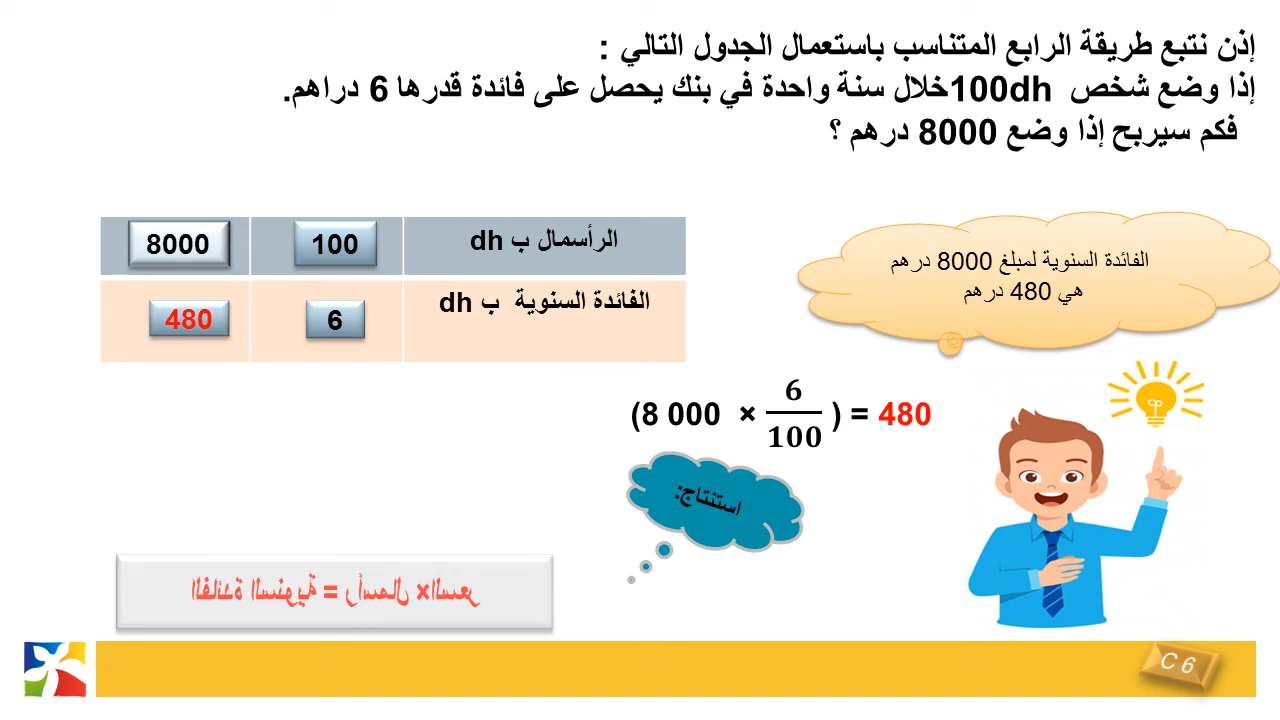 إذن نتبع طريقة الرابع المتناسب باستعمال الجدول التالي :
إذا وضع شخص 100dh خلال سنة واحدة في بنك يحصل على فائدة قدرها 6 دراهم.
فكم سيربح إذا وضع 8000 درهم ؟
الرأسمال ب dh 100 8000
الفائدة السنوية ب dh 6 480
الفائدة السنوية لمبلغ 8000 درهم
هي 480 درهم
(8 000 × 6/100 ) = 480
استنتاج:
الفائدة السنوية = رأسمال ×السعر
C 6